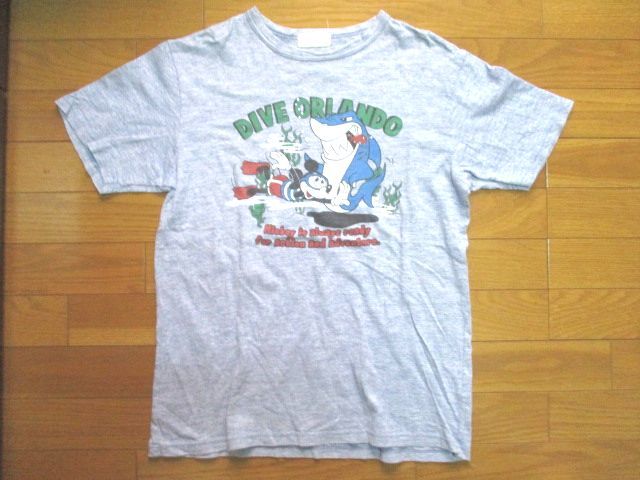 DIVE ORLANDO
Mickey is always ready
for action and Adventure.